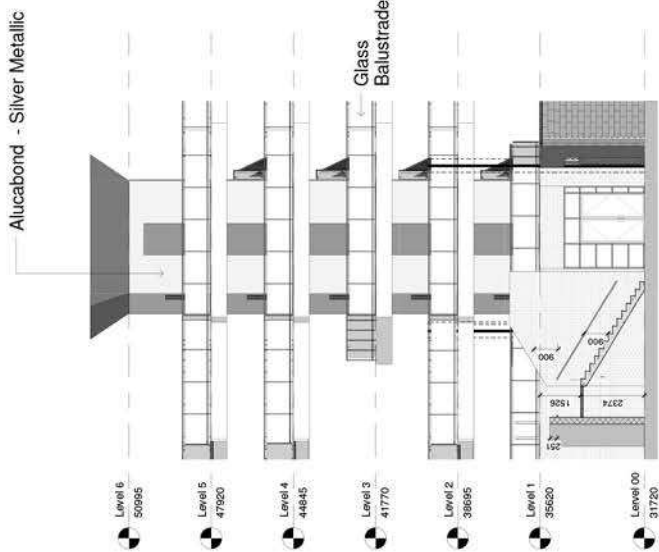 Alucabond - Silver Metallic
Glass
Balustrade
Level 6
50995
Level 5
47920
Level 4
44845
Level 3
41770
Level 2
38695
Level 1
35620
Lervel 00
31720
900
900
1526
2374
251